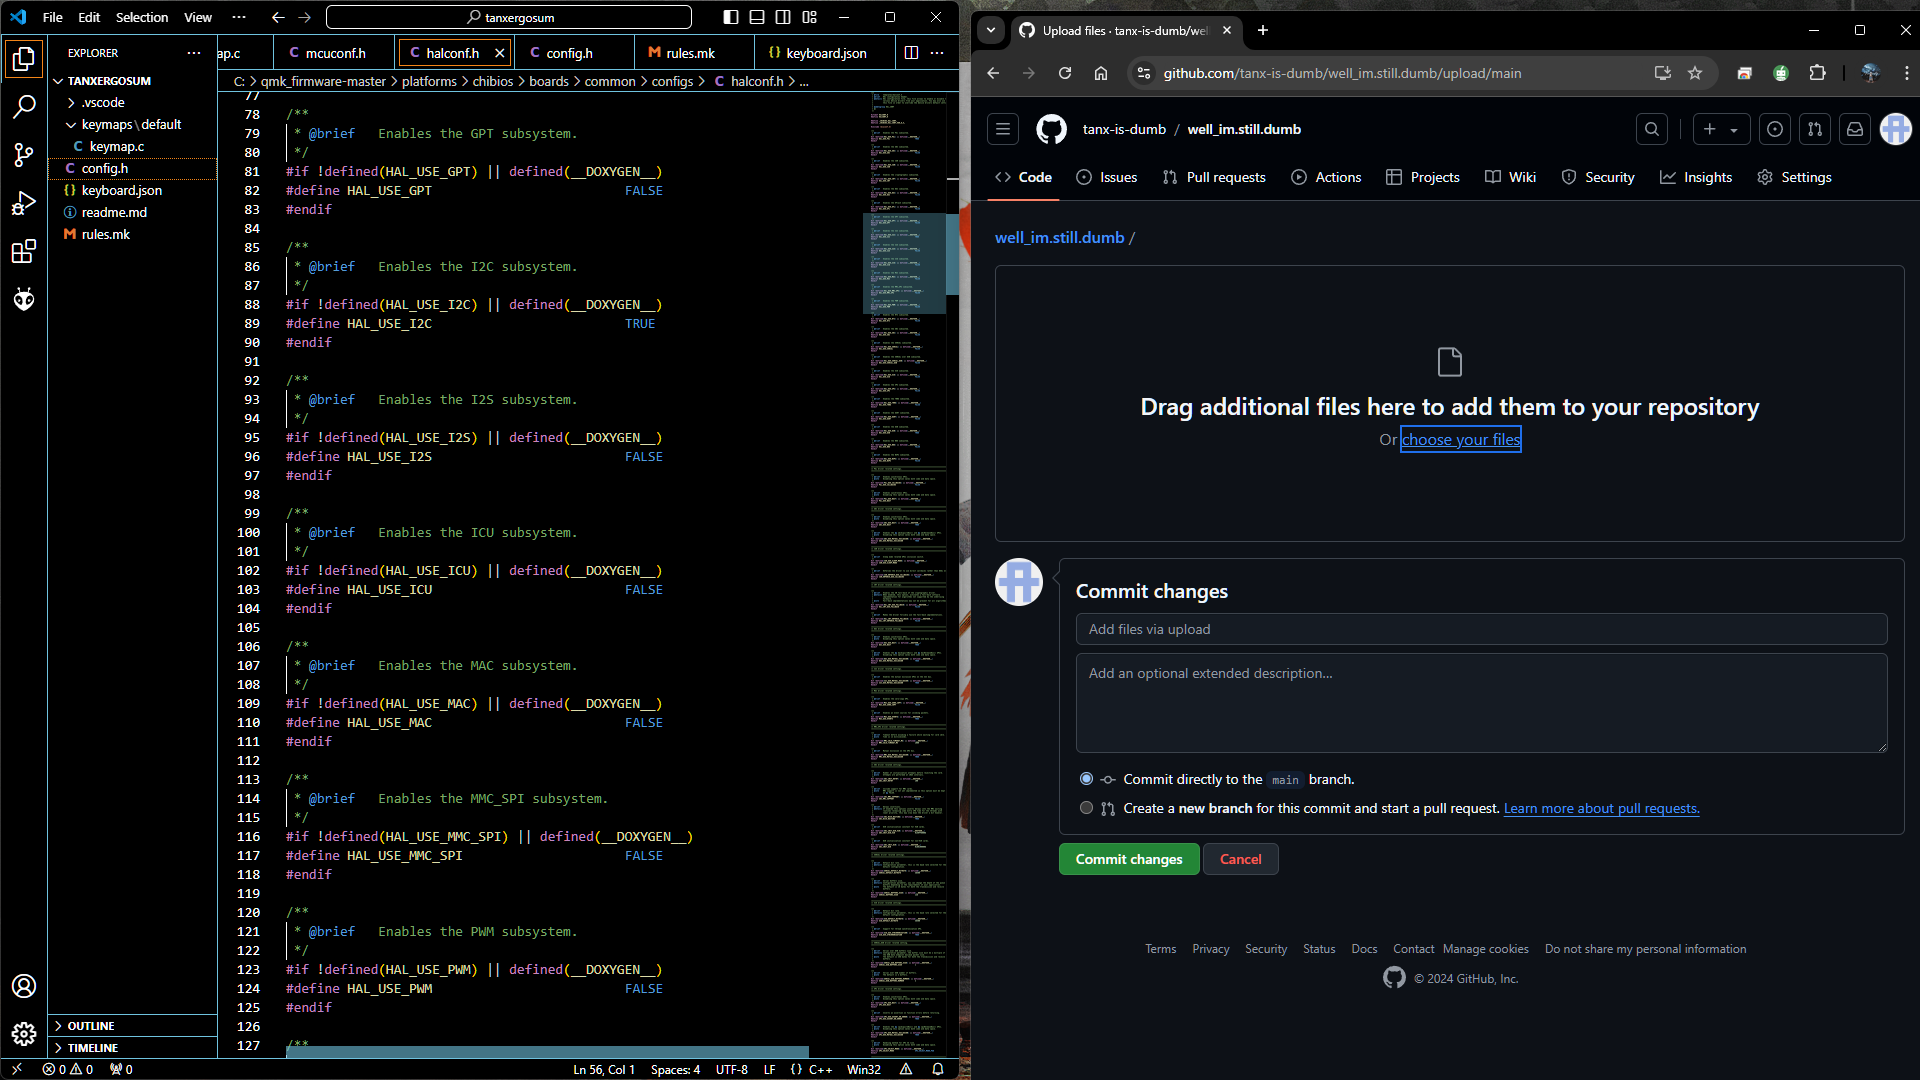 File Edit Selection View ··· tanxergosum
EXPLORER ···
TANXERGOSUM
.vscode
keymaps\default
keymap.c
config.h
keyboard.json
readme.md
rules.mk
OUTLINE
TIMELINE
ap.c mcuconf.h halconf.h config.h rules.mk keyboard.json
C: > qmk_firmware-master > platforms > chibios > boards > common > configs > halconf.h > ...
77
78 /**
79 * @brief Enables the GPT subsystem.
80 */
81 #if !defined(HAL_USE_GPT) || defined(__DOXYGEN__)
82 #define HAL_USE_GPT FALSE
83 #endif
84
85 /**
86 * @brief Enables the I2C subsystem.
87 */
88 #if !defined(HAL_USE_I2C) || defined(__DOXYGEN__)
89 #define HAL_USE_I2C TRUE
90 #endif
91
92 /**
93 * @brief Enables the I2S subsystem.
94 */
95 #if !defined(HAL_USE_I2S) || defined(__DOXYGEN__)
96 #define HAL_USE_I2S FALSE
97 #endif
98
99 /**
100 * @brief Enables the ICU subsystem.
101 */
102 #if !defined(HAL_USE_ICU) || defined(__DOXYGEN__)
103 #define HAL_USE_ICU FALSE
104 #endif
105
106 /**
107 * @brief Enables the MAC subsystem.
108 */
109 #if !defined(HAL_USE_MAC) || defined(__DOXYGEN__)
110 #define HAL_USE_MAC FALSE
111 #endif
112
113 /**
114 * @brief Enables the MMC_SPI subsystem.
115 */
116 #if !defined(HAL_USE_MMC_SPI) || defined(__DOXYGEN__)
117 #define HAL_USE_MMC_SPI FALSE
118 #endif
119
120 /**
121 * @brief Enables the PWM subsystem.
122 */
123 #if !defined(HAL_USE_PWM) || defined(__DOXYGEN__)
124 #define HAL_USE_PWM FALSE
125 #endif
126
127 /**
0 0 0 Ln 56, Col 1 Spaces: 4 UTF-8 LF {} C++ Win32
Upload files · tanx-is-dumb/well
github.com/tanx-is-dumb/well_im.still.dumb/upload/main
tanx-is-dumb / well_im.still.dumb
Code Issues Pull requests Actions Projects Wiki Security Insights Settings
well_im.still.dumb /
Drag additional files here to add them to your repository
Or choose your files
Commit changes
Add files via upload
Add an optional extended description...
Commit directly to the main branch.
Create a new branch for this commit and start a pull request. Learn more about pull requests.
Commit changes Cancel
Terms Privacy Security Status Docs Contact Manage cookies Do not share my personal information
© 2024 GitHub, Inc.